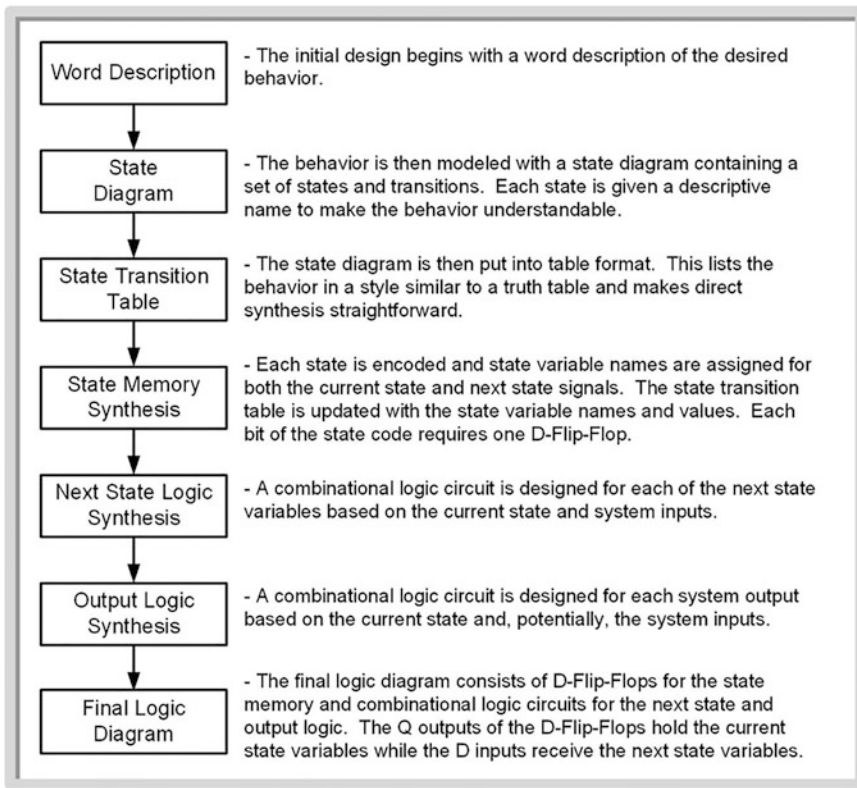 Word Description
- The initial design begins with a word description of the desired
behavior.
State
Diagram
- The behavior is then modeled with a state diagram containing a
set of states and transitions. Each state is given a descriptive
name to make the behavior understandable.
State Transition
Table
- The state diagram is then put into table format. This lists the
behavior in a style similar to a truth table and makes direct
synthesis straightforward.
State Memory
Synthesis
- Each state is encoded and state variable names are assigned for
both the current state and next state signals. The state transition
table is updated with the state variable names and values. Each
bit of the state code requires one D-Flip-Flop.
Next State Logic
Synthesis
- A combinational logic circuit is designed for each of the next state
variables based on the current state and system inputs.
Output Logic
Synthesis
- A combinational logic circuit is designed for each system output
based on the current state and, potentially, the system inputs.
Final Logic
Diagram
- The final logic diagram consists of D-Flip-Flops for the state
memory and combinational logic circuits for the next state and
output logic. The Q outputs of the D-Flip-Flops hold the current
state variables while the D inputs receive the next state variables.